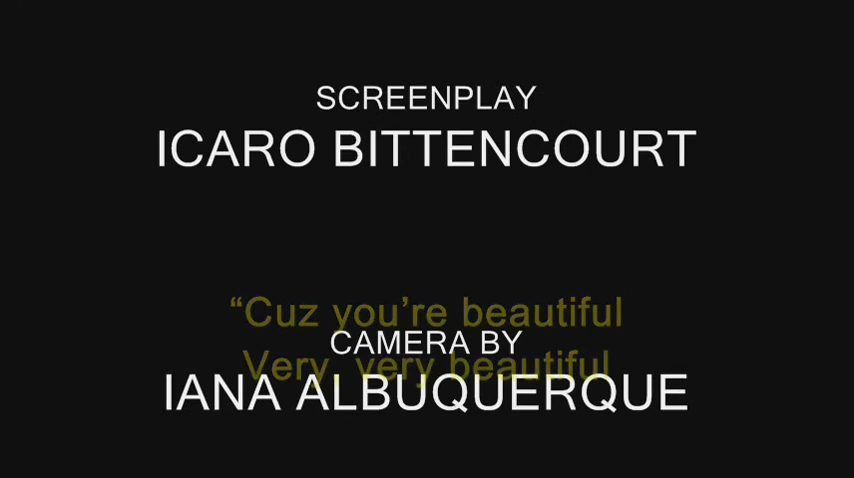 SCREENPLAY
ICARO BITTENCOURT
“Cuz you’re beautiful
CAMERA BY
Very, very beautiful
IANA ALBUQUERQUE